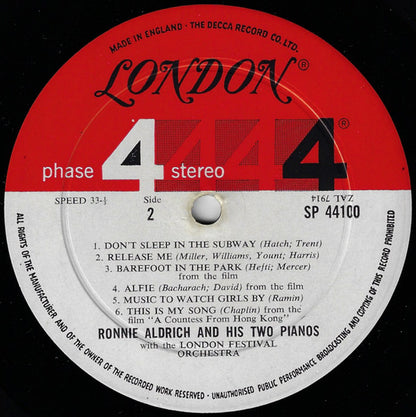 MADE IN ENGLAND · THE DECCA RECORD CO. LTD.
LONDON®
phase 4 stereo 4®
SPEED 33-⅓
Side
2
ZAL 7914
SP 44100
1. DON'T SLEEP IN THE SUBWAY (Hatch; Trent)
2. RELEASE ME (Miller, Williams, Yount; Harris)
3. BAREFOOT IN THE PARK (Hefti; Mercer)
from the film
4. ALFIE (Bacharach; David) from the film
5. MUSIC TO WATCH GIRLS BY (Ramin)
6. THIS IS MY SONG (Chaplin) from the
film "A Countess From Hong Kong"
RONNIE ALDRICH AND HIS TWO PIANOS
with the LONDON FESTIVAL
ORCHESTRA
ALL RIGHTS OF THE MANUFACTURER AND OF THE OWNER OF THE RECORDED WORK RESERVED · UNAUTHORISED PUBLIC PERFORMANCE BROADCASTING AND COPYING OF THIS RECORD PROHIBITED